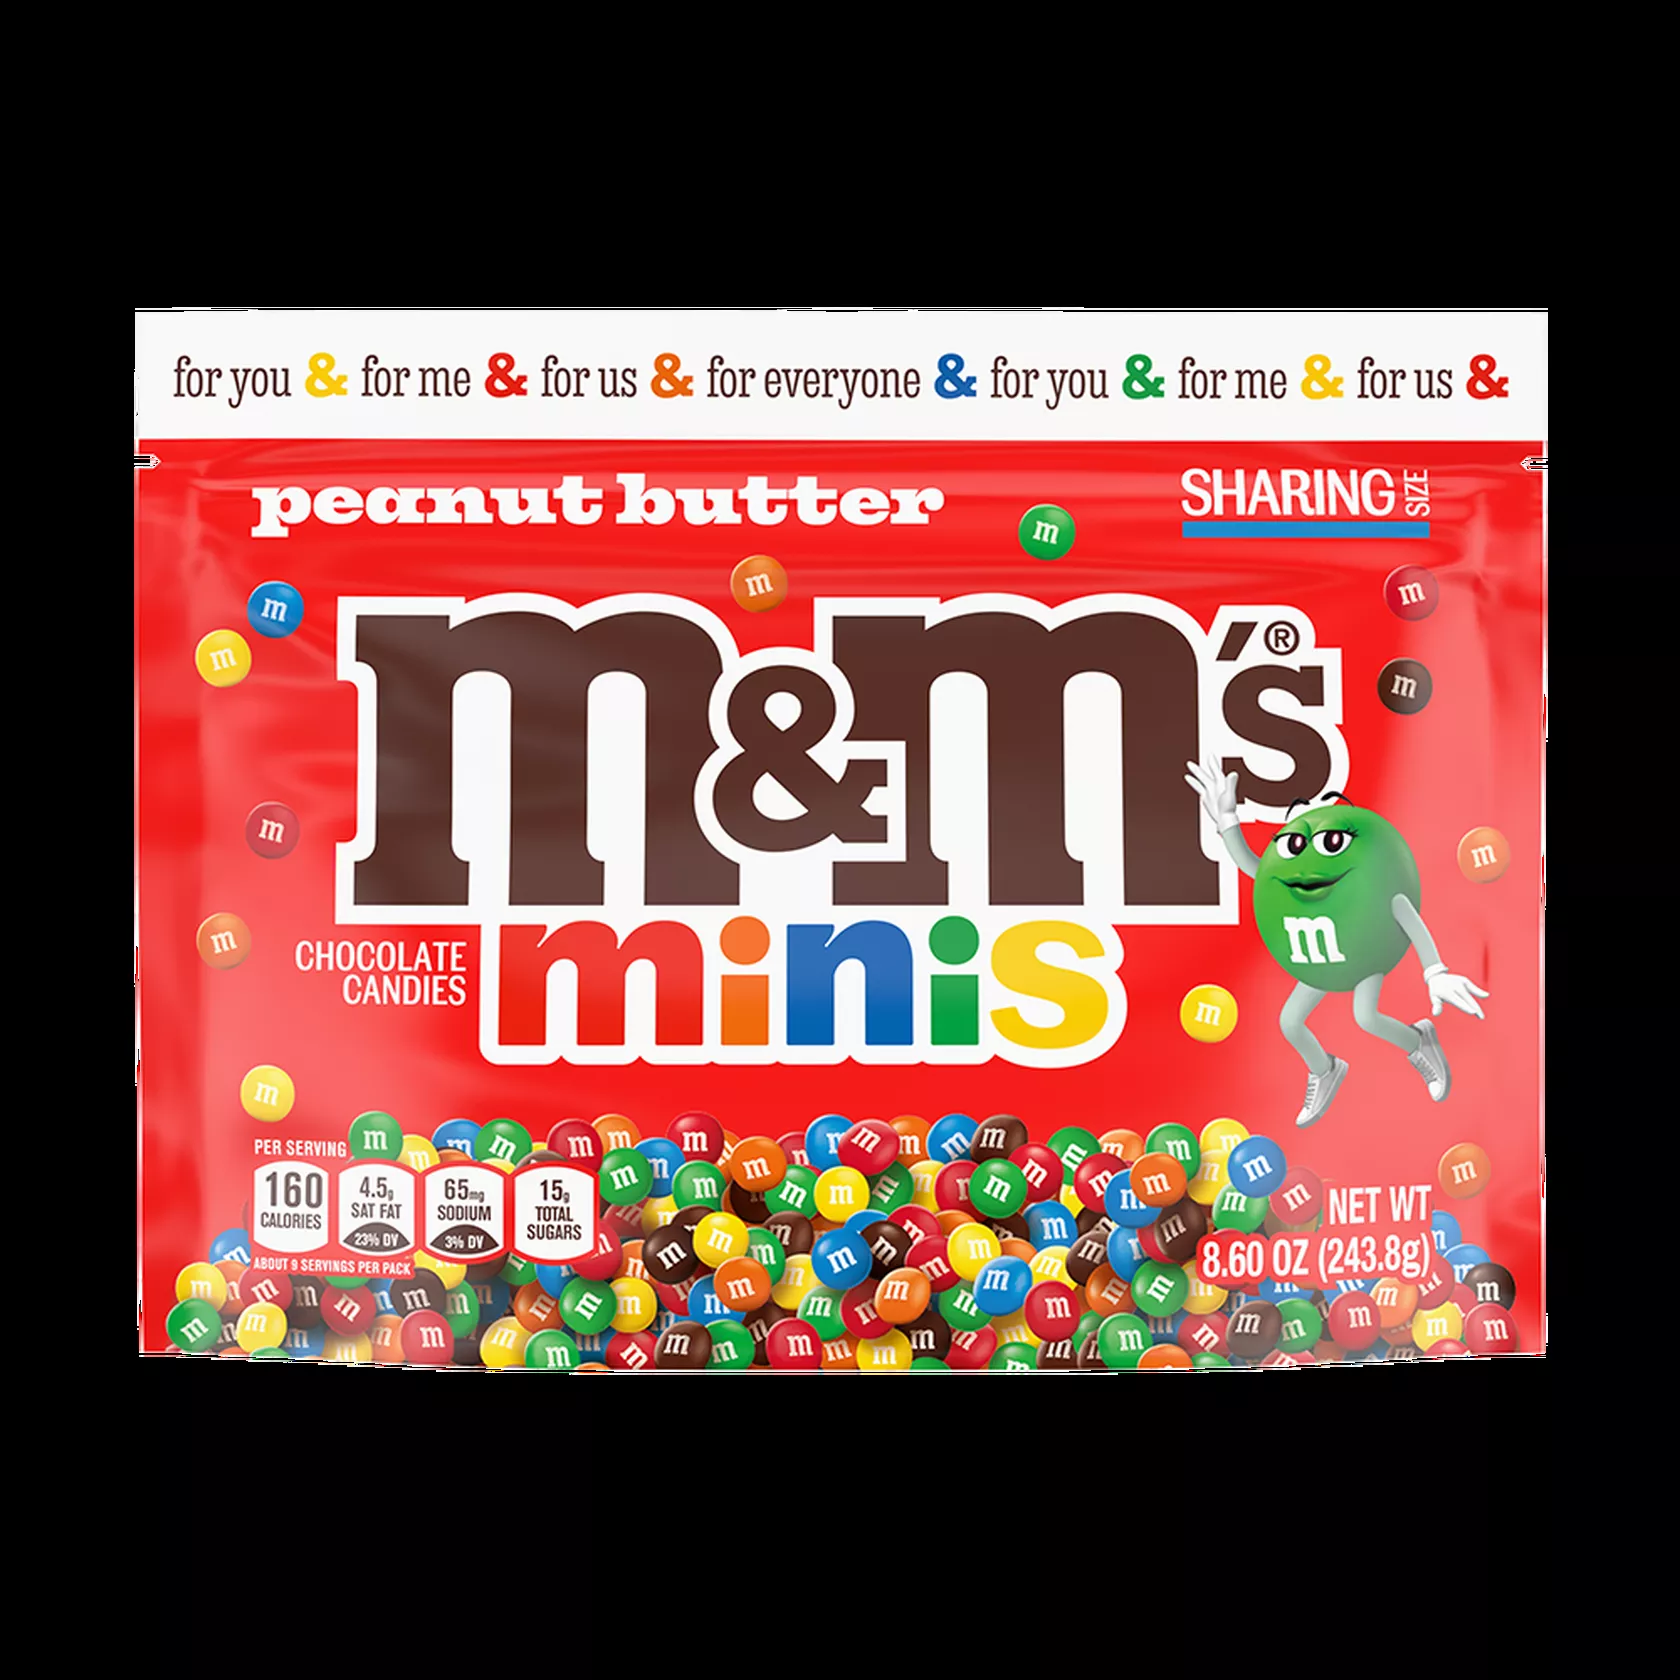 for you & for me & for us & for everyone & for you & for me & for us &
peanut butter
SHARING SIZE
m&m's®
minis
CHOCOLATE
CANDIES
PER SERVING
160
CALORIES
4.5g
SAT FAT
23% DV
65mg
SODIUM
3% DV
15g
TOTAL
SUGARS
ABOUT 9 SERVINGS PER PACK
NET WT
8.60 OZ (243.8g)
m